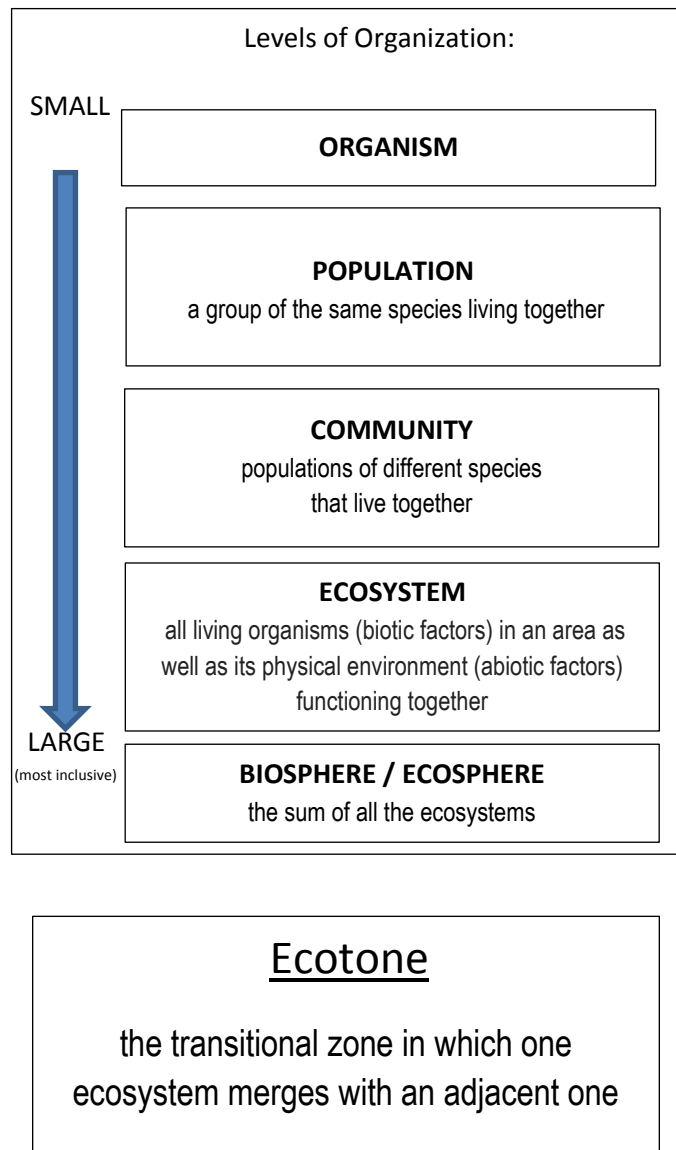 Levels of Organization:
SMALL
ORGANISM
POPULATION
a group of the same species living together
COMMUNITY
populations of different species
that live together
ECOSYSTEM
all living organisms (biotic factors) in an area as
well as its physical environment (abiotic factors)
functioning together
LARGE
(most inclusive)
BIOSPHERE / ECOSPHERE
the sum of all the ecosystems
Ecotone
the transitional zone in which one
ecosystem merges with an adjacent one